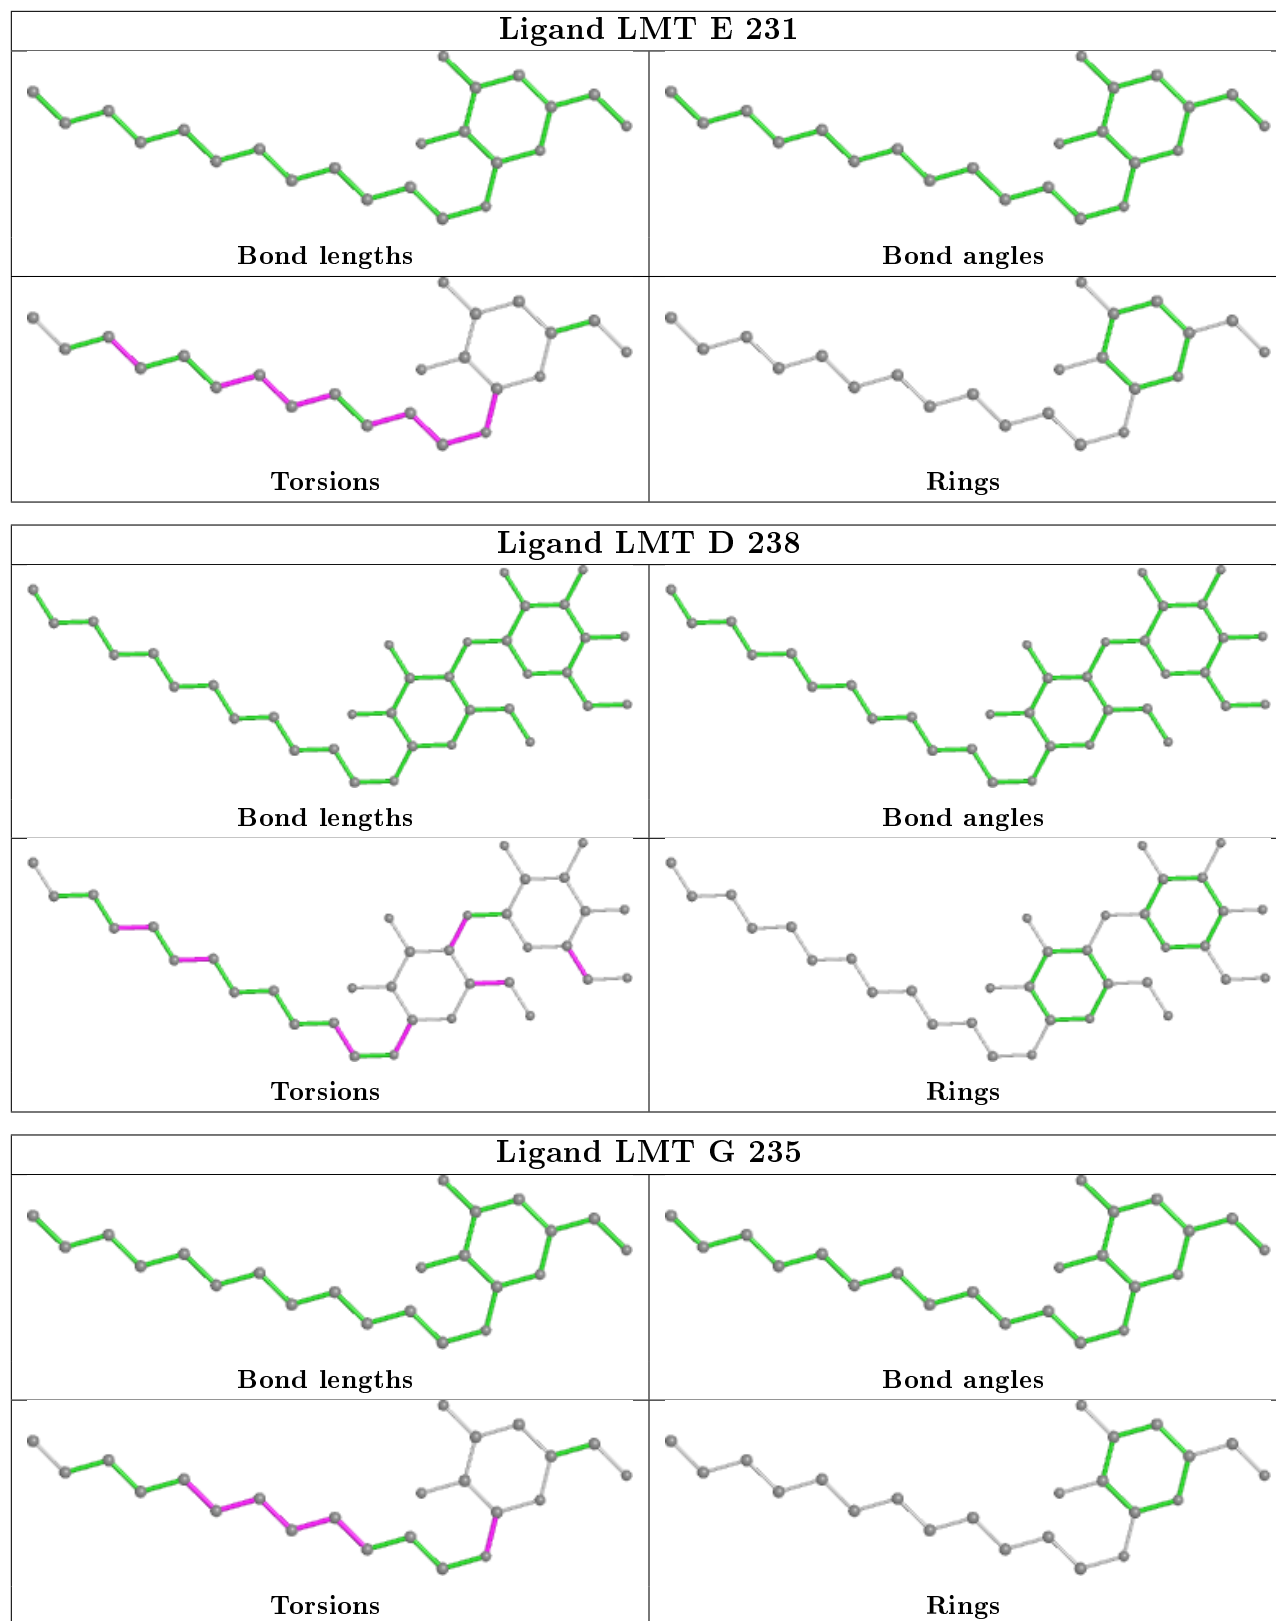 Ligand LMT E 231
Bond lengths
Bond angles
Torsions
Rings
Ligand LMT D 238
Bond lengths
Bond angles
Torsions
Rings
Ligand LMT G 235
Bond lengths
Bond angles
Torsions
Rings